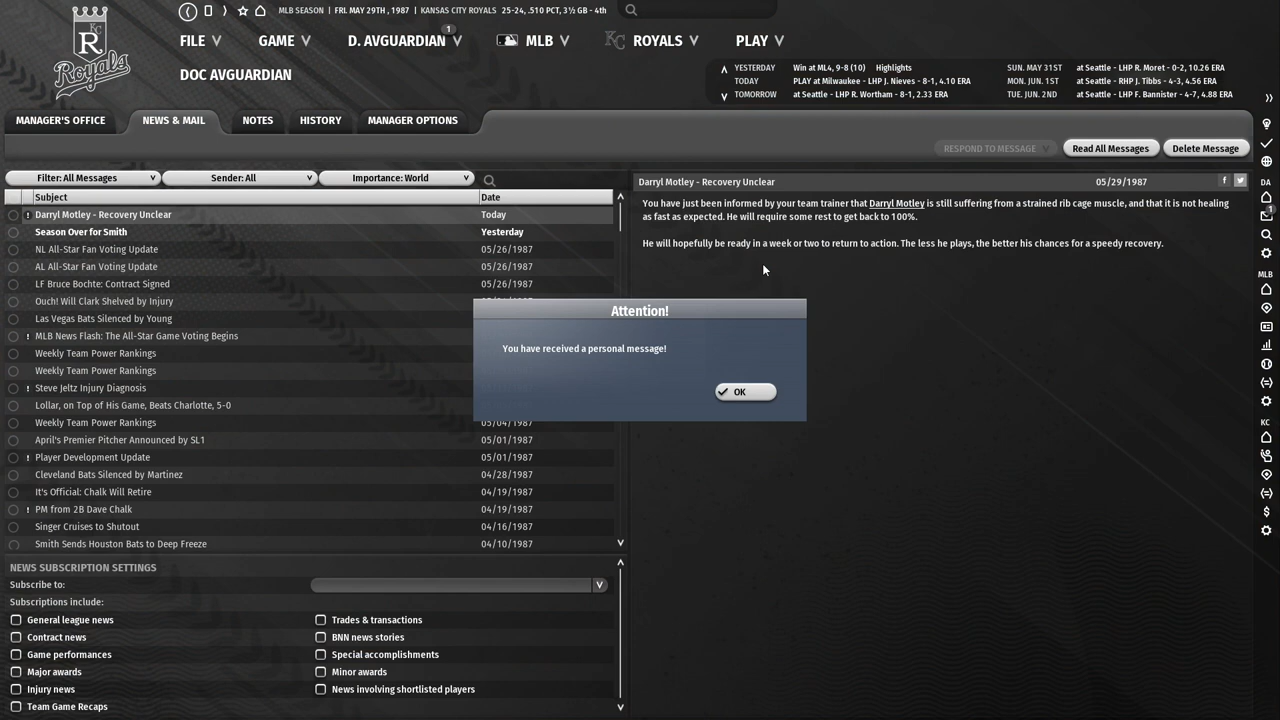 MLB SEASON | FRI. MAY 29TH , 1987 | KANSAS CITY ROYALS 25-24, .510 PCT, 3½ GB - 4th
KC
R
Royals
FILE GAME D. AVGUARDIAN 1 MLB KC ROYALS PLAY
DOC AVGUARDIAN
YESTERDAY Win at ML4, 9-8 (10) Highlights SUN. MAY 31ST at Seattle - LHP R. Moret - 0-2, 10.26 ERA
TODAY PLAY at Milwaukee - LHP J. Nieves - 8-1, 4.10 ERA MON. JUN. 1ST at Seattle - RHP J. Tibbs - 4-3, 4.56 ERA
TOMORROW at Seattle - LHP R. Wortham - 8-1, 2.33 ERA TUE. JUN. 2ND at Seattle - LHP F. Bannister - 4-7, 4.88 ERA
MANAGER'S OFFICE NEWS & MAIL NOTES HISTORY MANAGER OPTIONS
RESPOND TO MESSAGE Read All Messages Delete Message
Filter: All Messages Sender: All Importance: World
Subject Date
Darryl Motley - Recovery Unclear Today
Season Over for Smith Yesterday
NL All-Star Fan Voting Update 05/26/1987
AL All-Star Fan Voting Update 05/26/1987
LF Bruce Bochte: Contract Signed 05/26/1987
Ouch! Will Clark Shelved by Injury
Las Vegas Bats Silenced by Young
! MLB News Flash: The All-Star Game Voting Begins
Weekly Team Power Rankings
Weekly Team Power Rankings
! Steve Jeltz Injury Diagnosis
Lollar, on Top of His Game, Beats Charlotte, 5-0
Weekly Team Power Rankings 05/04/1987
April's Premier Pitcher Announced by SL1 05/01/1987
! Player Development Update 05/01/1987
Cleveland Bats Silenced by Martinez 04/28/1987
It's Official: Chalk Will Retire 04/19/1987
! PM from 2B Dave Chalk 04/19/1987
Singer Cruises to Shutout 04/16/1987
Smith Sends Houston Bats to Deep Freeze 04/10/1987
Darryl Motley - Recovery Unclear 05/29/1987
You have just been informed by your team trainer that Darryl Motley is still suffering from a strained rib cage muscle, and that it is not healing
as fast as expected. He will require some rest to get back to 100%.
He will hopefully be ready in a week or two to return to action. The less he plays, the better his chances for a speedy recovery.
Attention!
You have received a personal message!
OK
NEWS SUBSCRIPTION SETTINGS
Subscribe to:
Subscriptions include:
General league news Trades & transactions
Contract news BNN news stories
Game performances Special accomplishments
Major awards Minor awards
Injury news News involving shortlisted players
Team Game Recaps
DA
1
MLB
KC